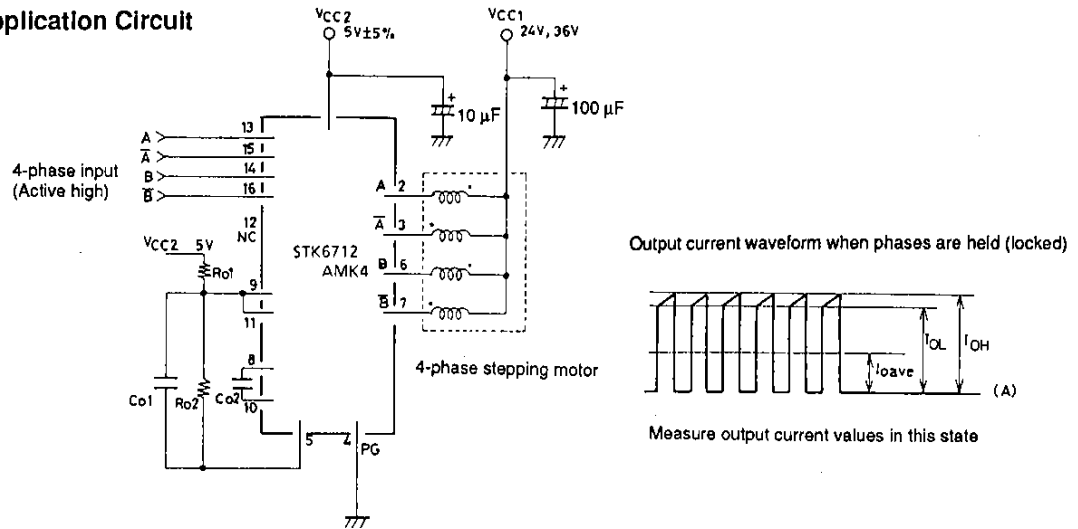 pplication Circuit
VCC2
5V±5%
VCC1
24V, 36V
+
10 µF
+
100 µF
4-phase input
(Active high)
A
A̅
B
B̅
13
15
14
16
12
NC
VCC2 5V
Ro1
9
11
8
10
Co1
Ro2
Co2
STK6712
AMK4
A 2
A̅ 3
B 6
B̅ 7
5
4
PG
4-phase stepping motor
Output current waveform when phases are held (locked)
IOL
IOH
Ioave
(A)
Measure output current values in this state